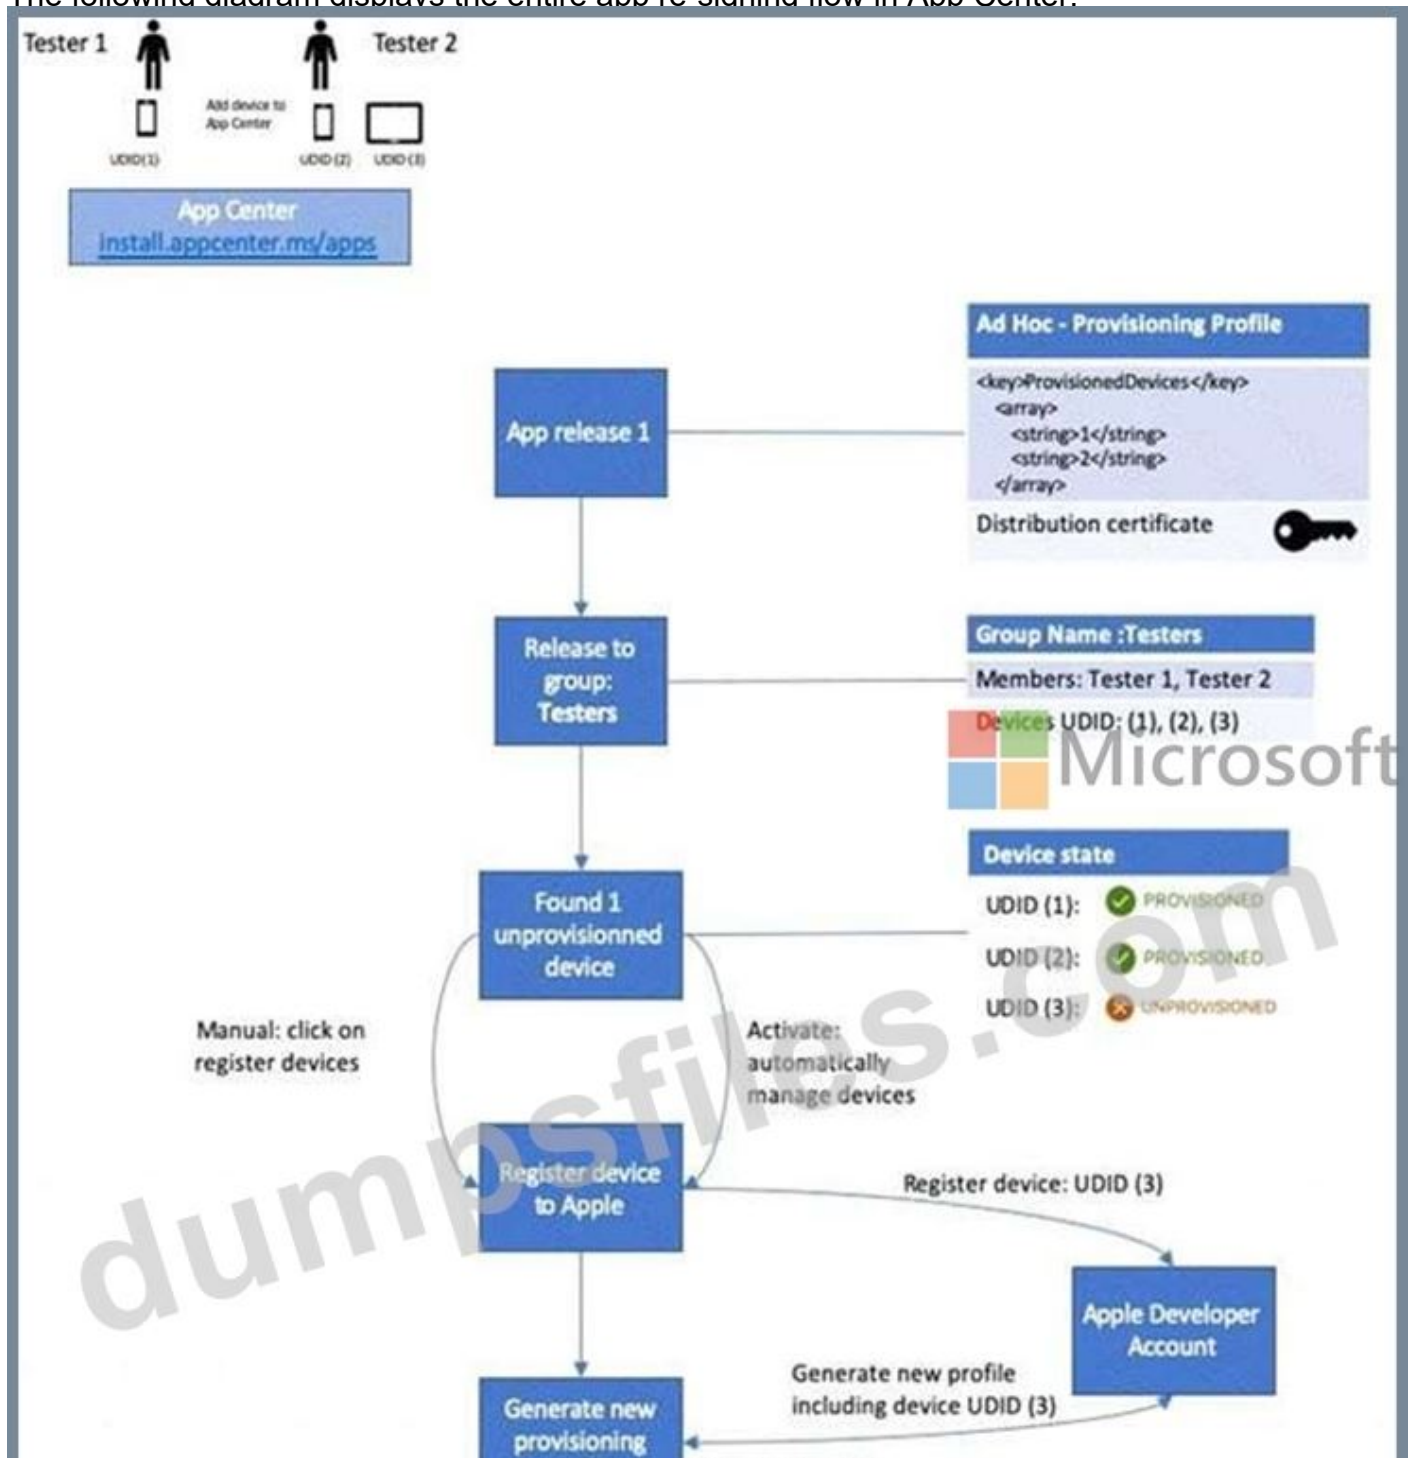 The following diagram displays the entire app re-signing flow in App Center.
Tester 1
Tester 2
Add device to
App Center
UDID(1)
UDID (2)
UDID (3)
App Center
install.appcenter.ms/apps
Ad Hoc - Provisioning Profile
<key>ProvisionedDevices</key>
<array>
<string>1</string>
<string>2</string>
</array>
Distribution certificate
App release 1
Release to
group:
Testers
Group Name :Testers
Members: Tester 1, Tester 2
Devices UDID: (1), (2), (3)
Microsoft
Found 1
unprovisionned
device
Device state
UDID (1): PROVISIONED
UDID (2): PROVISIONED
UDID (3): UNPROVISIONED
Manual: click on
register devices
Activate:
automatically
manage devices
Register device
to Apple
Register device: UDID (3)
Apple Developer
Account
Generate new profile
including device UDID (3)
Generate new
provisioning
dumpsfiles.com